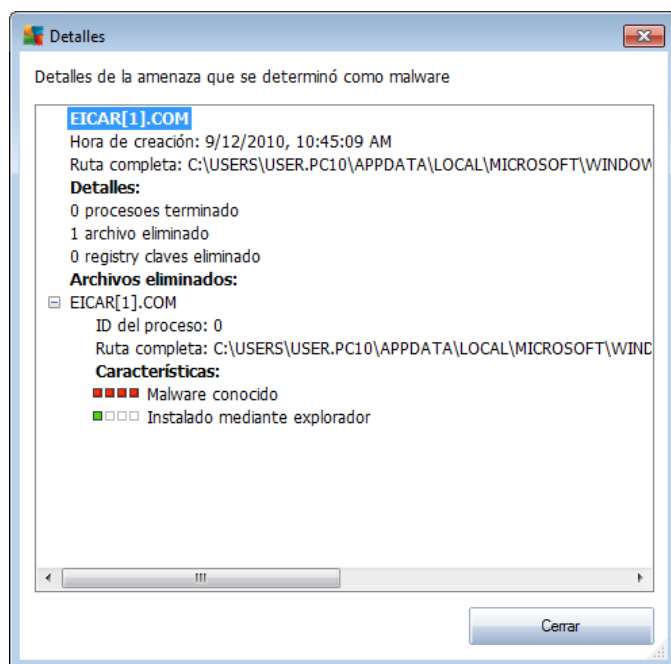 Detalles
Detalles de la amenaza que se determinó como malware
EICAR[1].COM
Hora de creación: 9/12/2010, 10:45:09 AM
Ruta completa: C:\USERS\USER.PC10\APPDATA\LOCAL\MICROSOFT\WINDOW
Detalles:
0 procesoes terminado
1 archivo eliminado
0 registry claves eliminado
Archivos eliminados:
EICAR[1].COM
ID del proceso: 0
Ruta completa: C:\USERS\USER.PC10\APPDATA\LOCAL\MICROSOFT\WIND
Características:
Malware conocido
Instalado mediante explorador
Cerrar